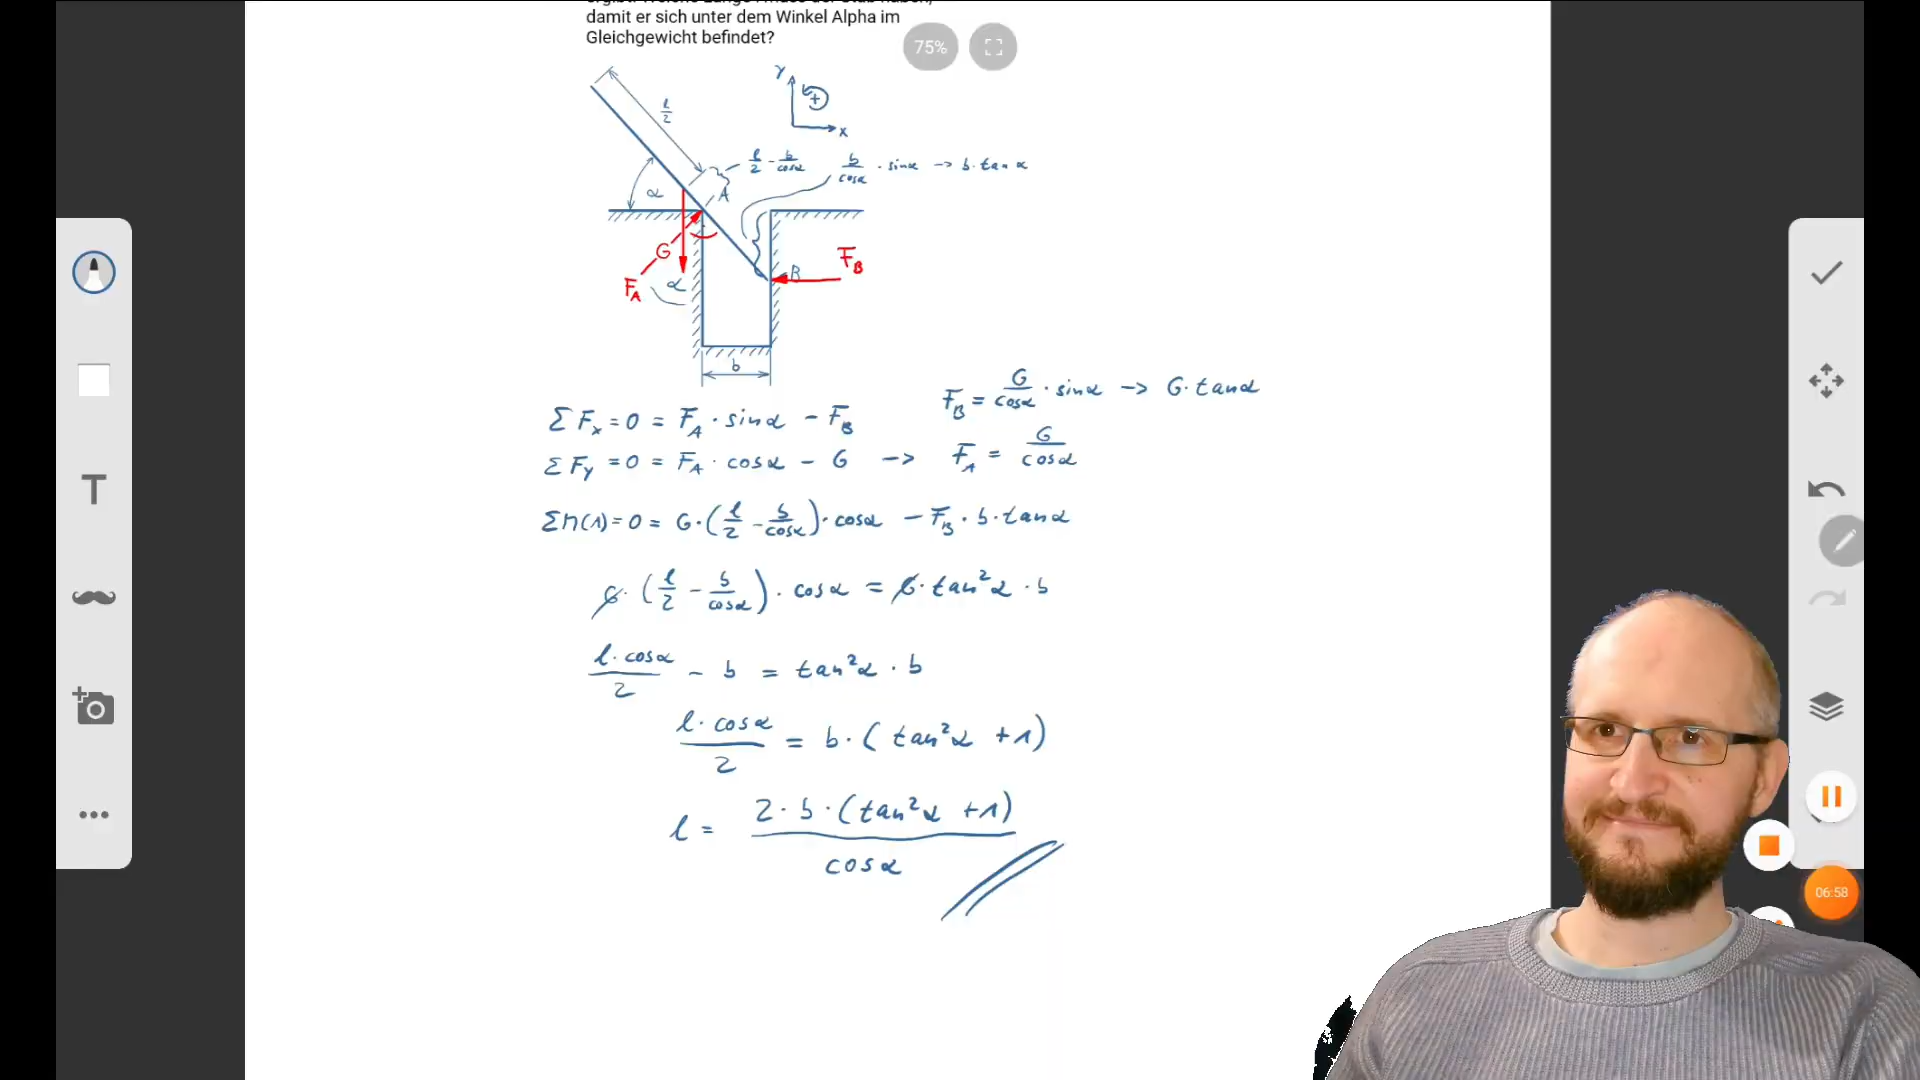 damit er sich unter dem Winkel Alpha im
Gleichgewicht befindet?
75%
y
+
x
l/2
l/2 - b/cosα
b/cosα · sinα -> b·tanα
α
A
G
F_A
α
B
F_B
b
ΣF_x = 0 = F_A · sinα - F_B
F_B = G/cosα · sinα -> G·tanα
ΣF_y = 0 = F_A · cosα - G -> F_A = G/cosα
ΣM(A) = 0 = G·(l/2 - b/cosα)·cosα - F_B · b·tanα
G·(l/2 - b/cosα) · cosα = G·tan²α · b
l·cosα/2 - b = tan²α · b
l·cosα/2 = b·(tan²α + 1)
l = 2·b·(tan²α + 1)/cosα
T
06:58